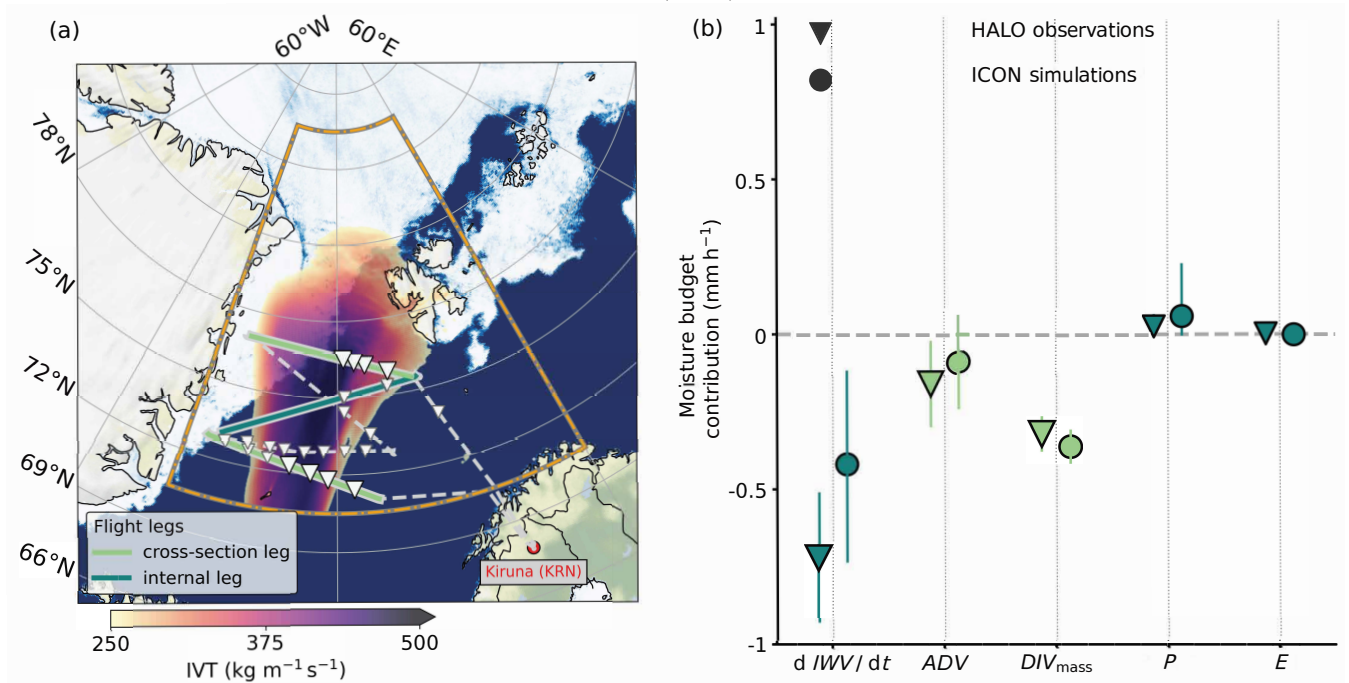 (a)
60°W 60°E
78°N
75°N
72°N
69°N
66°N
Flight legs
cross-section leg
internal leg
Kiruna (KRN)
250 375 500
IVT (kg m⁻¹ s⁻¹)
(b)
HALO observations
ICON simulations
Moisture budget
contribution (mm h⁻¹)
1
0.5
0
-0.5
-1
d IWV / dt ADV DIVmass P E